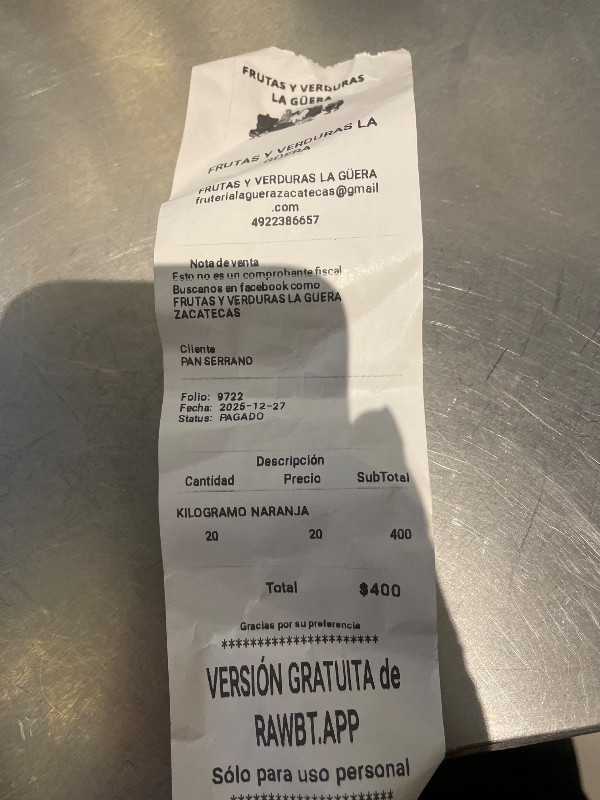 FRUTAS Y VERDURAS
LA GÜERA
FRUTAS Y VERDURAS LA
GÜERA
FRUTAS Y VERDURAS LA GÜERA
fruterialaguerazacatecas@gmail
.com
4922386657
Nota de venta
Esto no es un comprobante fiscal
Buscanos en facebook como
FRUTAS Y VERDURAS LA GUERA
ZACATECAS
Cliente
PAN SERRANO
Folio: 9722
Fecha: 2025-12-27
Status: PAGADO
Descripción
Cantidad Precio SubTotal
KILOGRAMO NARANJA
20 20 400
Total $400
Gracias por su preferencia
**********************
VERSIÓN GRATUITA de
RAWBT.APP
Sólo para uso personal
**********************